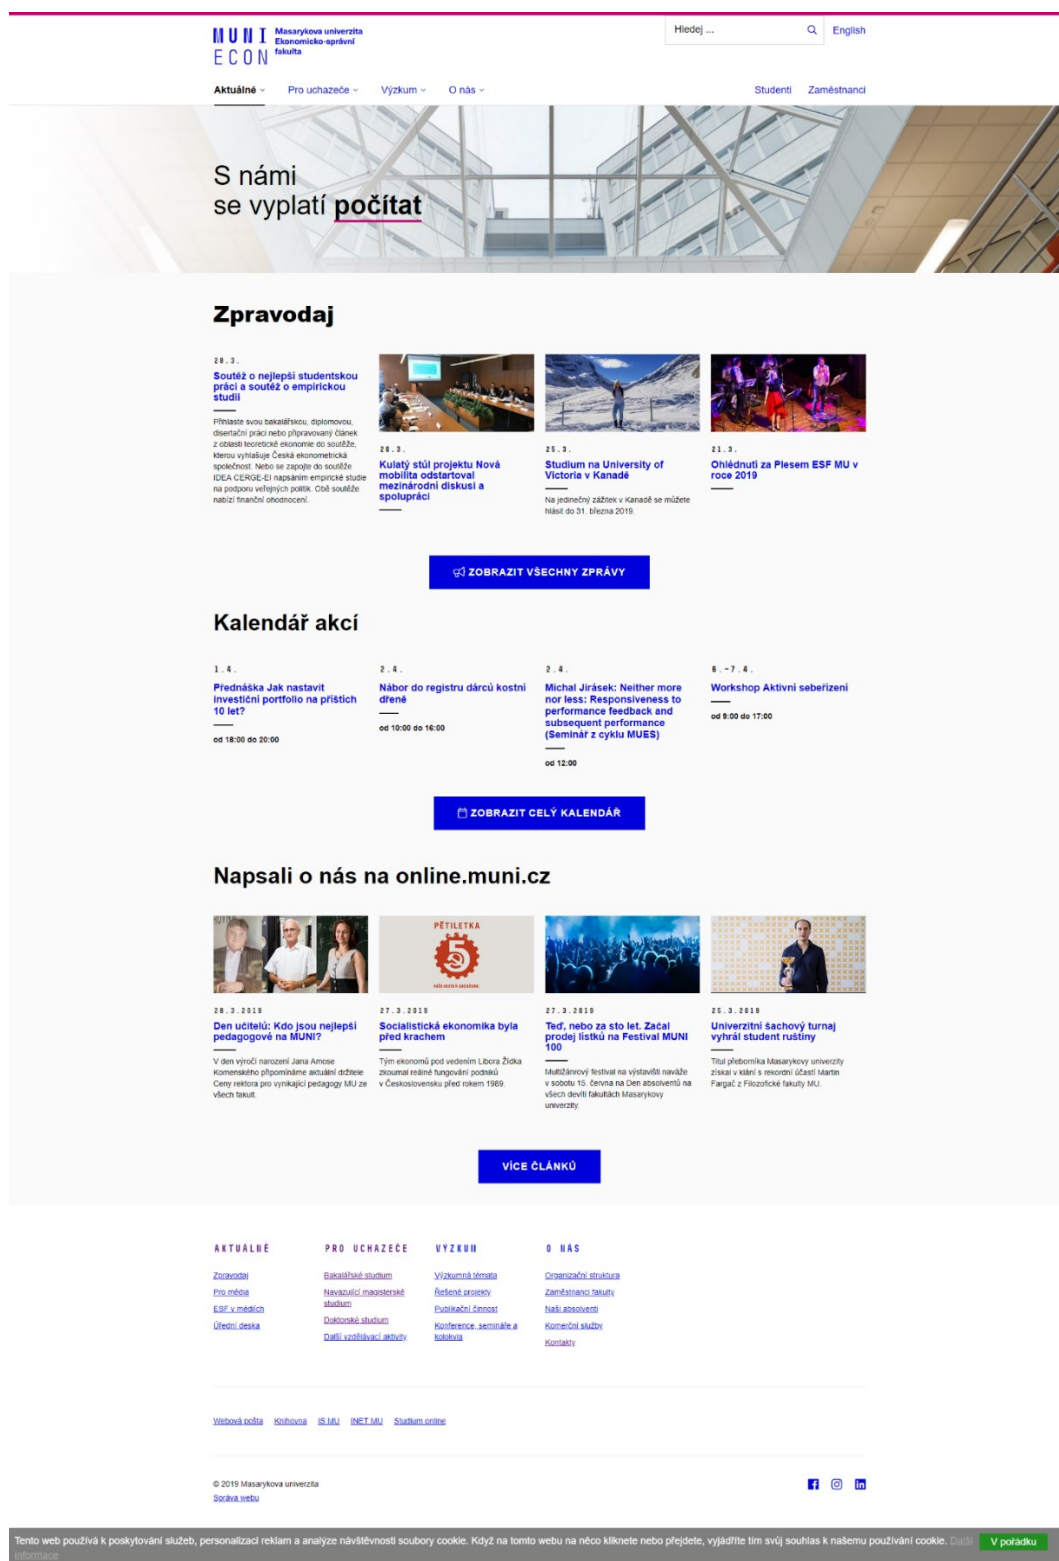 MUNI
ECON
Masarykova univerzita
Ekonomicko-správní
fakulta
Hledej ...
English
Aktuálně
Pro uchazeče
Výzkum
O nás
Studenti
Zaměstnanci
S námi
se vyplatí počítat
Zpravodaj
28.3.
Soutěž o nejlepší studentskou
práci a soutěž o empirickou
studii
Přihlaste svou bakalářskou, diplomovou,
disertační práci nebo připravovaný článek
z oblasti teoretické ekonomie do soutěže,
kterou vyhlašuje Česká ekonometrická
společnost. Nebo se zapojte do soutěže
IDEA CERGE-EI napsáním empirické studie
na podporu veřejných politik. Obě soutěže
nabízí finanční ohodnocení.
26.3.
Kulatý stůl projektu Nová
mobilita odstartoval
mezinárodní diskusi a
spolupráci
25.3.
Studium na University of
Victoria v Kanadě
Na jedinečný zážitek v Kanadě se můžete
hlásit do 31. března 2019.
21.3.
Ohlédnutí za Plesem ESF MU v
roce 2019
ZOBRAZIT VŠECHNY ZPRÁVY
Kalendář akcí
1.4.
Přednáška Jak nastavit
investiční portfolio na příštích
10 let?
od 18:00 do 20:00
2.4.
Nábor do registru dárců kostní
dřeně
od 10:00 do 16:00
2.4.
Michal Jirásek: Neither more
nor less: Responsiveness to
performance feedback and
subsequent performance
(Seminář z cyklu MUES)
od 12:00
6.–7.4.
Workshop Aktivní sebeřízení
od 9:00 do 17:00
ZOBRAZIT CELÝ KALENDÁŘ
Napsali o nás na online.muni.cz
PĚTILETKA
5
28.3.2019
Den učitelů: Kdo jsou nejlepší
pedagogové na MUNI?
V den výročí narození Jana Amose
Komenského připomínáme aktuální držitele
Ceny rektora pro vynikající pedagogy MU ze
všech fakult.
27.3.2019
Socialistická ekonomika byla
před krachem
Tým ekonomů pod vedením Libora Žídka
zkoumal reálné fungování podniků
v Československu před rokem 1989.
27.3.2019
Teď, nebo za sto let. Začal
prodej lístků na Festival MUNI
100
Multižánrový festival na výstavišti naváže
v sobotu 15. června na Den absolventů na
všech devíti fakultách Masarykovy
univerzity.
25.3.2019
Univerzitní šachový turnaj
vyhrál student ruštiny
Titul přeborníka Masarykovy univerzity
získal v klání s rekordní účastí Martin
Fargač z Filozofické fakulty MU.
VÍCE ČLÁNKŮ
AKTUÁLNĚ
Zpravodaj
Pro média
ESF v médiích
Úřední deska
PRO UCHAZEČE
Bakalářské studium
Navazující magisterské
studium
Doktorské studium
Další vzdělávací aktivity
VÝZKUM
Výzkumná témata
Řešené projekty
Publikační činnost
Konference, semináře a
kolokvia
O NÁS
Organizační struktura
Zaměstnanci fakulty
Naši absolventi
Komerční služby
Kontakty
Webová pošta
Knihovna
IS MU
INET MU
Studium online
© 2019 Masarykova univerzita
Správa webu
Tento web používá k poskytování služeb, personalizaci reklam a analýze návštěvnosti soubory cookie. Když na tomto webu na něco kliknete nebo přejdete, vyjádříte tím svůj souhlas k našemu používání cookie. Další
informace
V pořádku